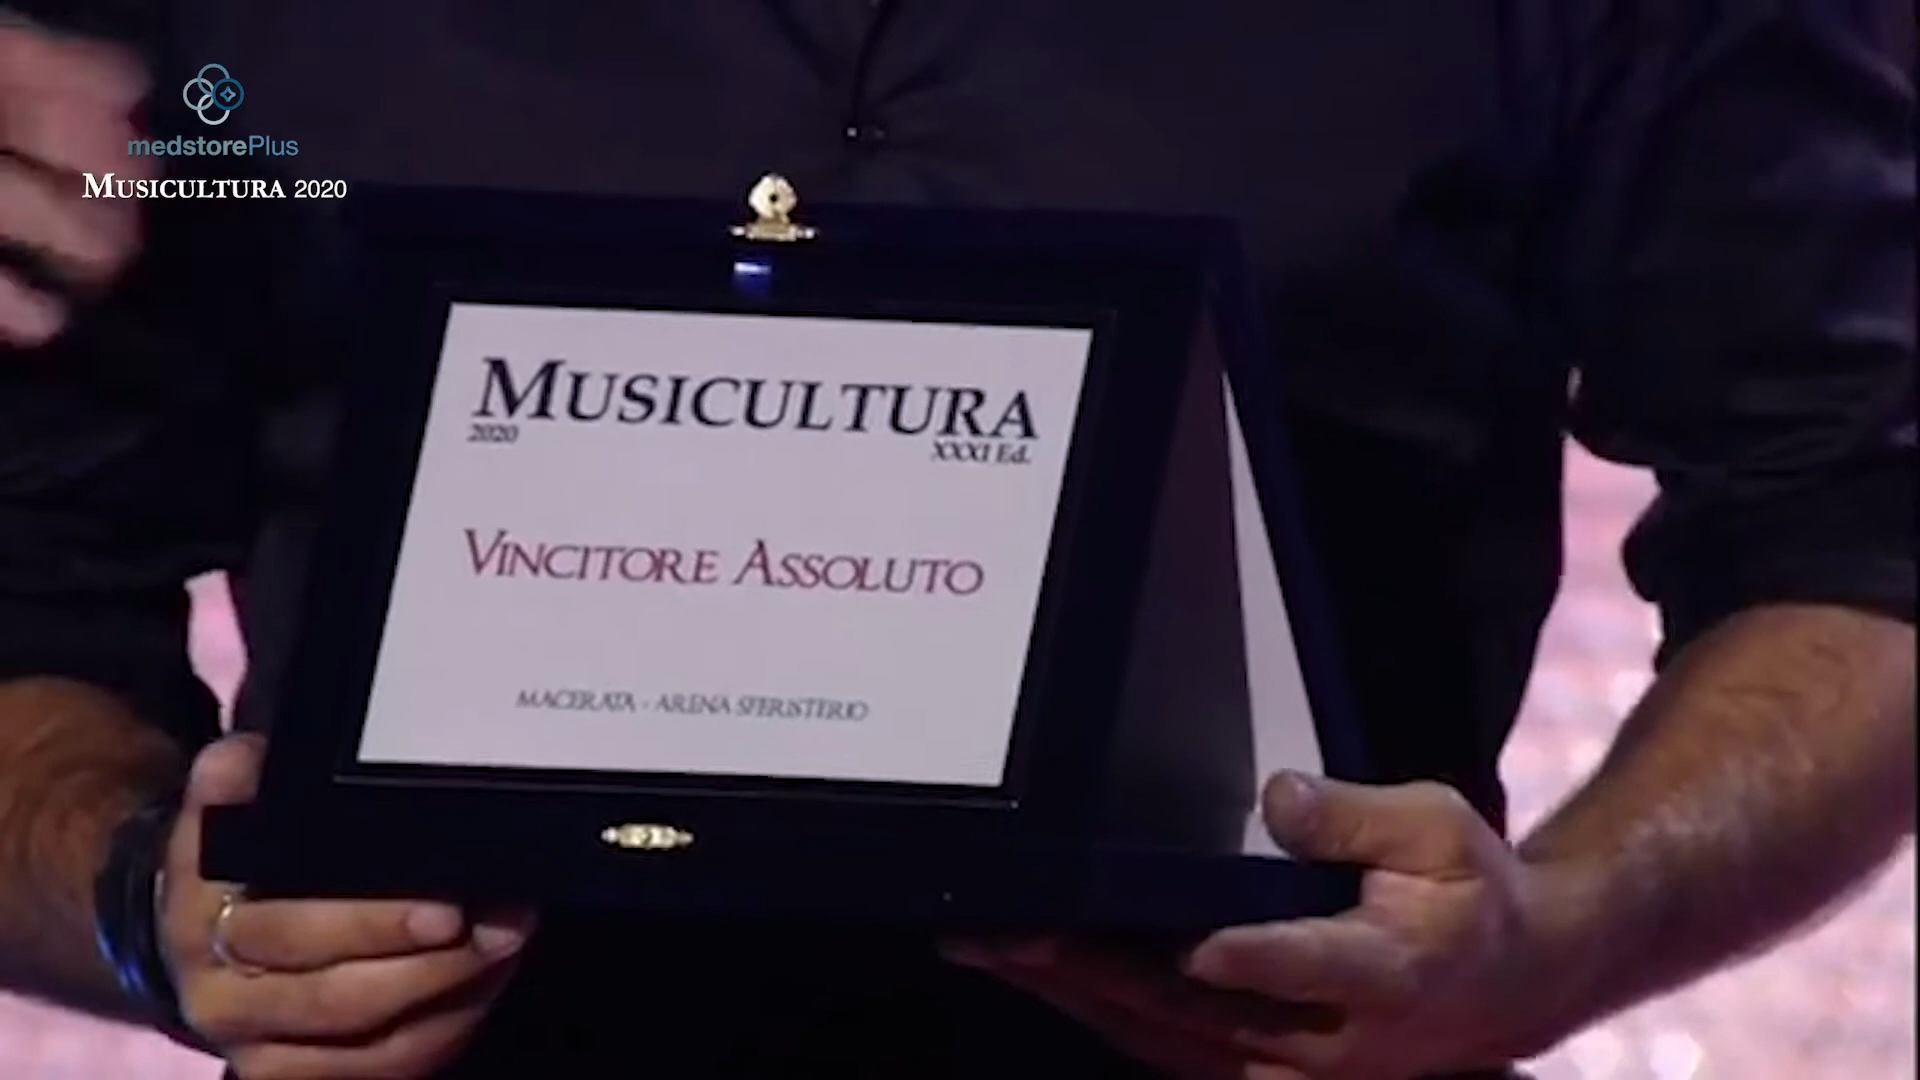 medstorePlus
MUSICULTURA 2020
MUSICULTURA
2020
XXXI Ed.
VINCITORE ASSOLUTO
MACERATA - ARENA SFERISTERIO